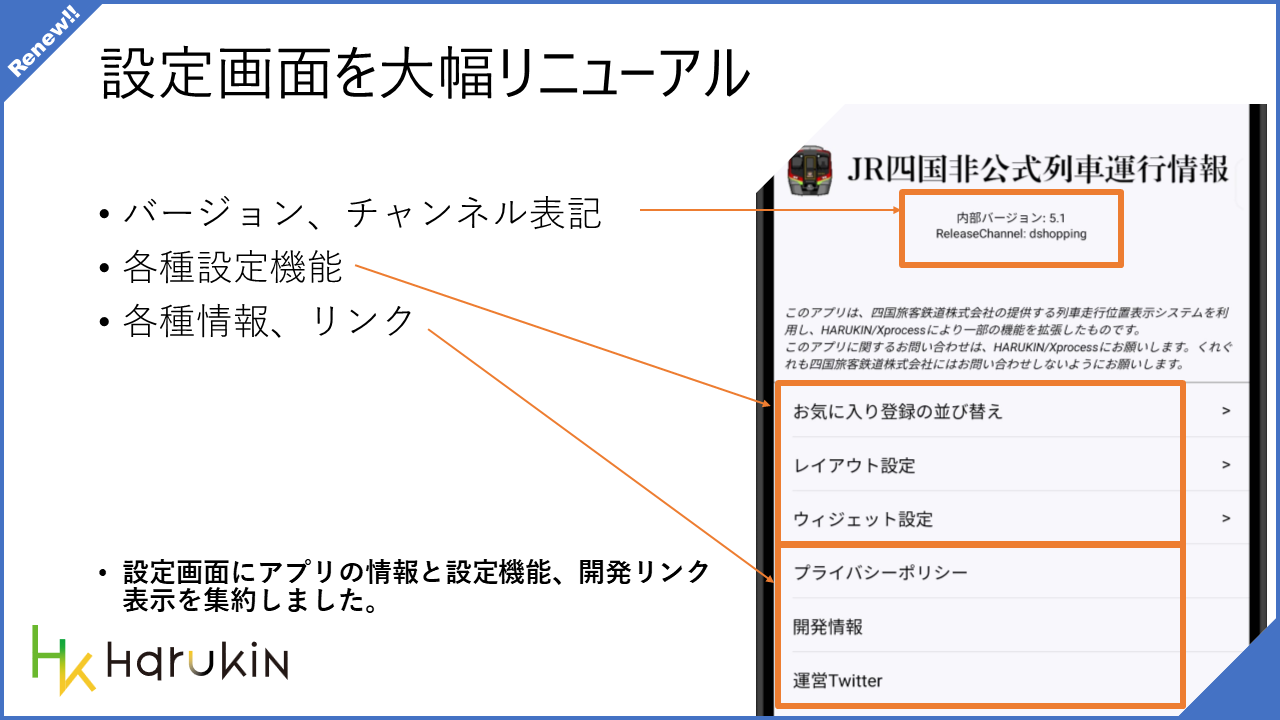 Renew!!
設定画面を大幅リニューアル
• バージョン、チャンネル表記
• 各種設定機能
• 各種情報、リンク
• 設定画面にアプリの情報と設定機能、開発リンク
表示を集約しました。
HK HARUKIN
JR四国非公式列車運行情報
内部バージョン: 5.1
ReleaseChannel: dshopping
このアプリは、四国旅客鉄道株式会社の提供する列車走行位置表示システムを利
用し、HARUKIN/Xprocessにより一部の機能を拡張したものです。
このアプリに関するお問い合わせは、HARUKIN/Xprocessにお願いします。くれぐ
れも四国旅客鉄道株式会社にはお問い合わせしないようにお願いします。
お気に入り登録の並び替え >
レイアウト設定 >
ウィジェット設定 >
プライバシーポリシー
開発情報
運営Twitter